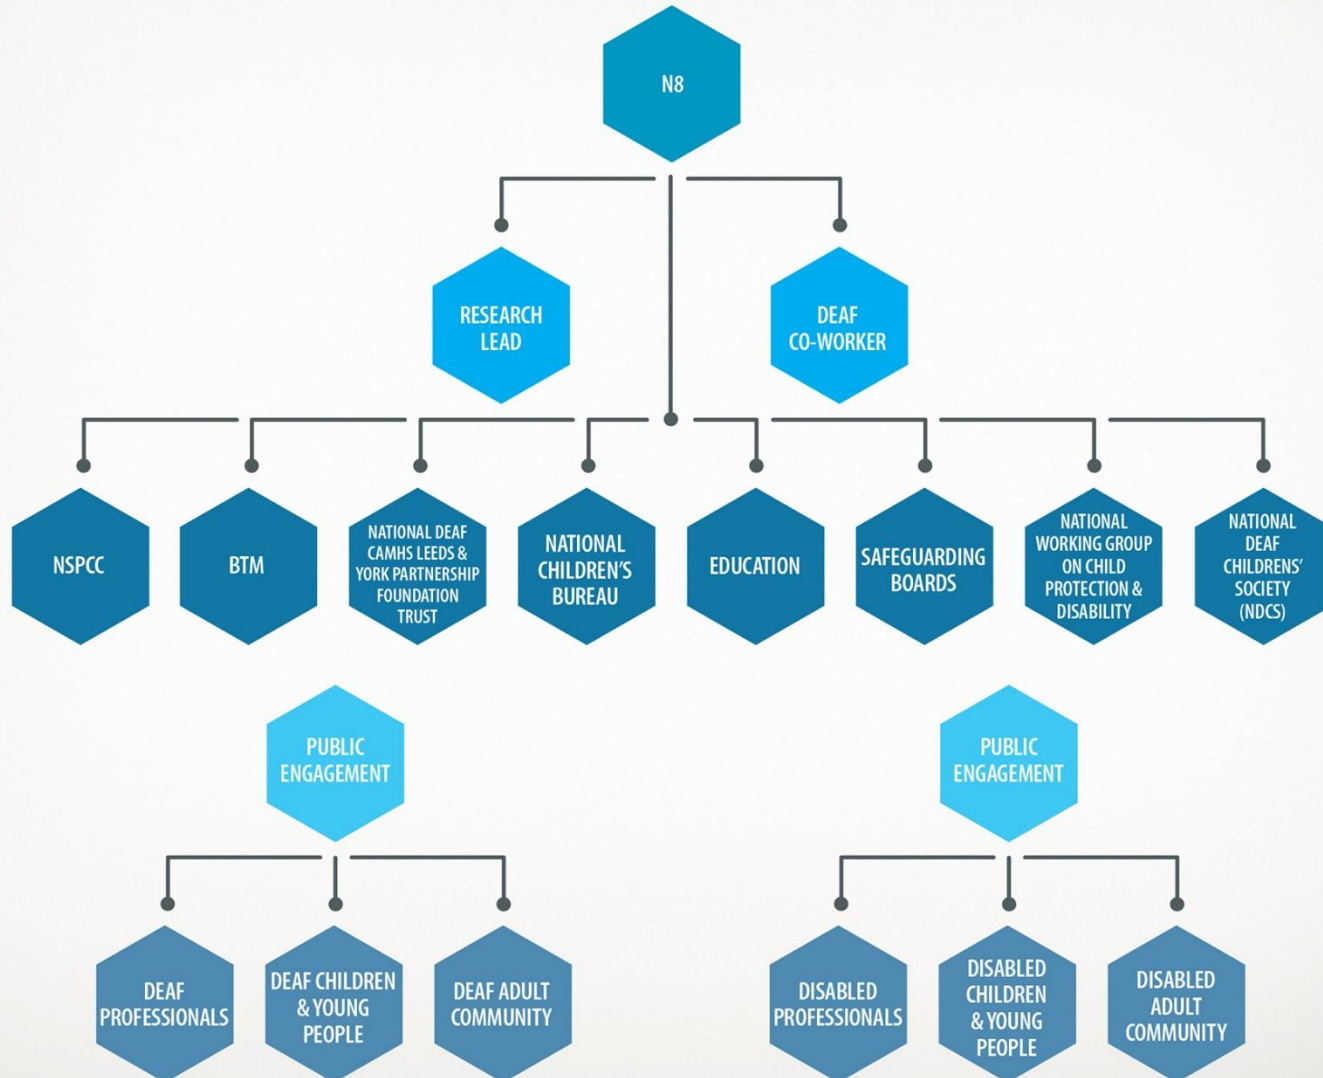 N8
RESEARCH
LEAD
DEAF
CO-WORKER
NSPCC
BTM
NATIONAL DEAF
CAMHS LEEDS &
YORK PARTNERSHIP
FOUNDATION
TRUST
NATIONAL
CHILDREN'S
BUREAU
EDUCATION
SAFEGUARDING
BOARDS
NATIONAL
WORKING GROUP
ON CHILD
PROTECTION &
DISABILITY
NATIONAL
DEAF
CHILDRENS'
SOCIETY
(NDCS)
PUBLIC
ENGAGEMENT
PUBLIC
ENGAGEMENT
DEAF
PROFESSIONALS
DEAF CHILDREN
& YOUNG
PEOPLE
DEAF ADULT
COMMUNITY
DISABLED
PROFESSIONALS
DISABLED
CHILDREN
& YOUNG
PEOPLE
DISABLED
ADULT
COMMUNITY